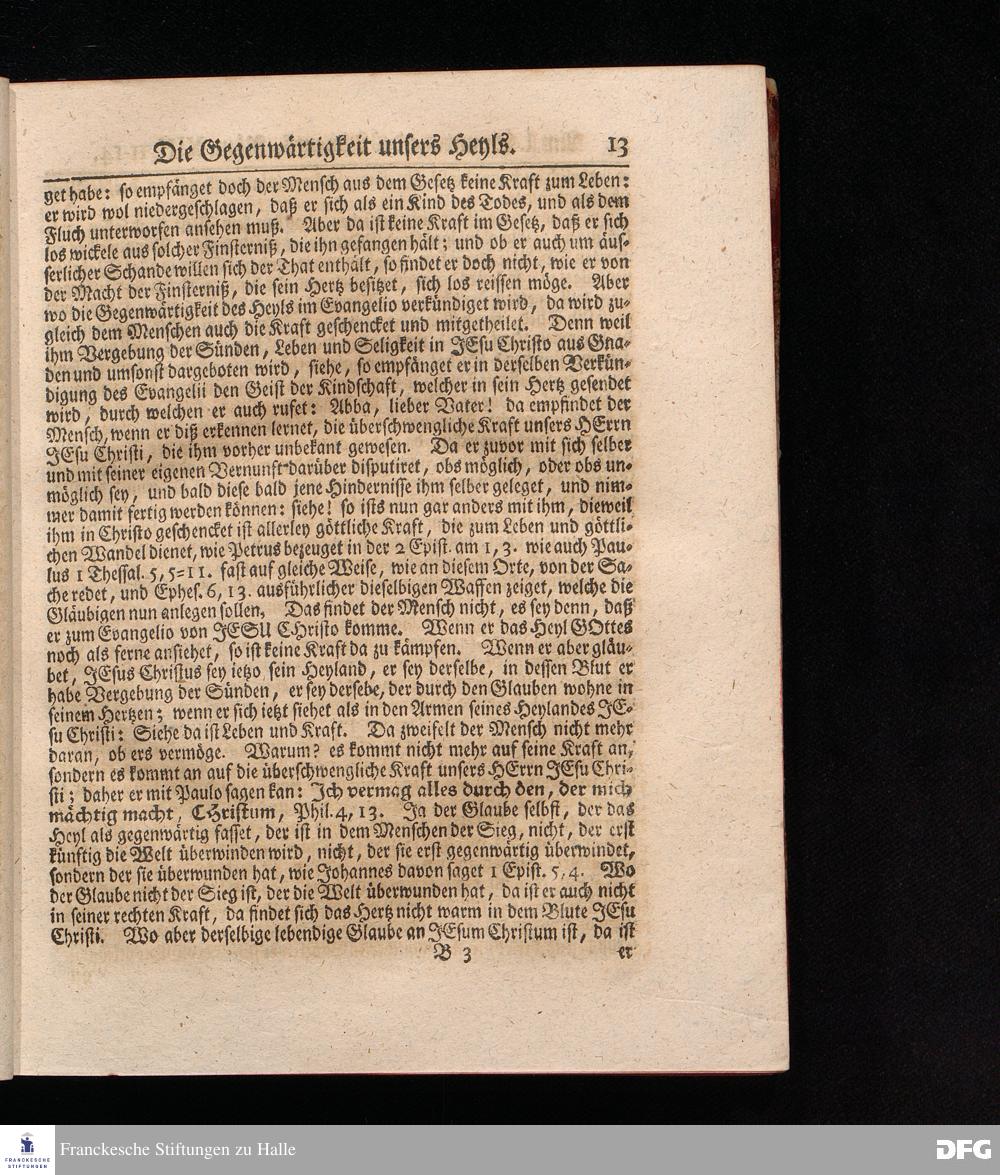 Die Gegenwärtigkeit unsers Heyls. 13
get habe: so empfänget doch der Mensch aus dem Gesetz keine Kraft zum Leben:
er wird wol niedergeschlagen, daß er sich als ein Kind des Todes, und als dem
Fluch unterworfen ansehen muß. Aber da ist keine Kraft im Gesetz, daß er sich
los wickele aus solcher Finsterniß, die ihn gefangen hält; und ob er auch um äus-
serlicher Schande willen sich der That enthält, so findet er doch nicht, wie er von
der Macht der Finsterniß, die sein Hertz besitzet, sich los reissen möge. Aber
wo die Gegenwärtigkeit des Heyls im Evangelio verkündiget wird, da wird zu-
gleich dem Menschen auch die Kraft geschencket und mitgetheilet. Denn weil
ihm Vergebung der Sünden, Leben und Seligkeit in JEsu Christo aus Gna-
den und umsonst dargeboten wird, siehe, so empfänget er in derselben Verkün-
digung des Evangelii den Geist der Kindschaft, welcher in sein Hertz gesendet
wird, durch welchen er auch rufet: Abba, lieber Vater! da empfindet der
Mensch, wenn er diß erkennen lernet, die überschwengliche Kraft unsers HErrn
JEsu Christi, die ihm vorher unbekant gewesen. Da er zuvor mit sich selber
und mit seiner eigenen Vernunft darüber disputiret, obs möglich, oder obs un-
möglich sey, und bald diese bald jene Hindernisse ihm selber geleget, und nim-
mer damit fertig werden können: siehe! so ists nun gar anders mit ihm, dieweil
ihm in Christo geschencket ist allerley göttliche Kraft, die zum Leben und göttli-
chen Wandel dienet, wie Petrus bezeuget in der 2 Epist. am 1, 3. wie auch Pau-
lus 1 Thessal. 5, 5=11. fast auf gleiche Weise, wie an diesem Orte, von der Sa-
che redet, und Ephes. 6, 13. ausführlicher dieselbigen Waffen zeiget, welche die
Gläubigen nun anlegen sollen. Das findet der Mensch nicht, es sey denn, daß
er zum Evangelio von JESU CHristo komme. Wenn er das Heyl GOttes
noch als ferne ansiehet, so ist keine Kraft da zu kämpfen. Wenn er aber gläu-
bet, JEsus Christus sey ietzo sein Heyland, er sey derselbe, in dessen Blut er
habe Vergebung der Sünden, er sey dersebe, der durch den Glauben wohne in
seinem Hertzen; wenn er sich ietzt siehet als in den Armen seines Heylandes JE-
su Christi: Siehe da ist Leben und Kraft. Da zweifelt der Mensch nicht mehr
daran, ob ers vermöge. Warum? es kommt nicht mehr auf seine Kraft an,
sondern es kommt an auf die überschwengliche Kraft unsers HErrn JEsu Chri-
sti; daher er mit Paulo sagen kan: Ich vermag alles durch den, der mich
mächtig macht, CHristum, Phil. 4, 13. Ja der Glaube selbst, der das
Heyl als gegenwärtig fasset, der ist in dem Menschen der Sieg, nicht, der erst
künftig die Welt überwinden wird, nicht, der sie erst gegenwärtig überwindet,
sondern der sie überwunden hat, wie Johannes davon saget 1 Epist. 5, 4. Wo
der Glaube nicht der Sieg ist, der die Welt überwunden hat, da ist er auch nicht
in seiner rechten Kraft, da findet sich das Hertz nicht warm in dem Blute JEsu
Christi. Wo aber derselbige lebendige Glaube an JEsum Christum ist, da ist
B 3 er
FRANCKESCHE
STIFTUNGEN
Franckesche Stiftungen zu Halle
DFG